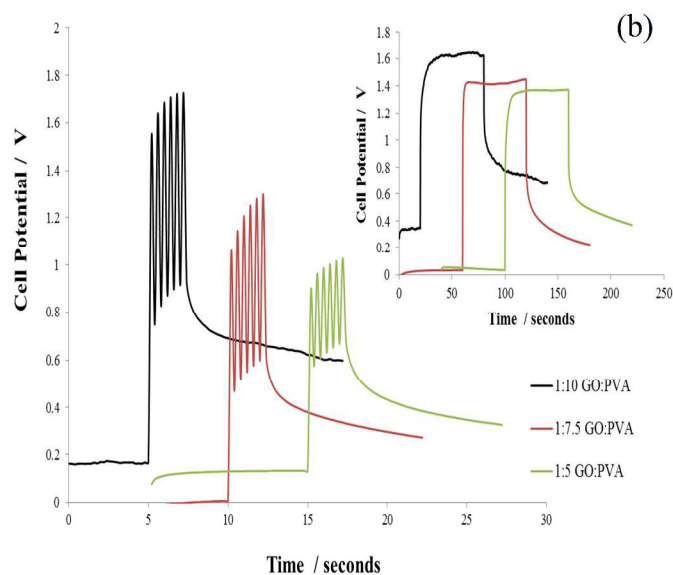 (b)
Cell Potential / V
2
1.8
1.6
1.4
1.2
1
0.8
0.6
0.4
0.2
0
0 5 10 15 20 25 30
Time / seconds
Cell Potential / V
1.8
1.6
1.4
1.2
1
0.8
0.6
0.4
0.2
0
0 50 100 150 200 250
Time / seconds
1:10 GO:PVA
1:7.5 GO:PVA
1:5 GO:PVA